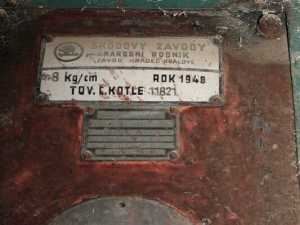 ŠKODOVY ZÁVODY
NÁRODNÍ PODNIK
ZÁVOD HRADEC KRÁLOVÉ
8 Kg/cm ROK 1948
TOV. Č. KOTLE 11821